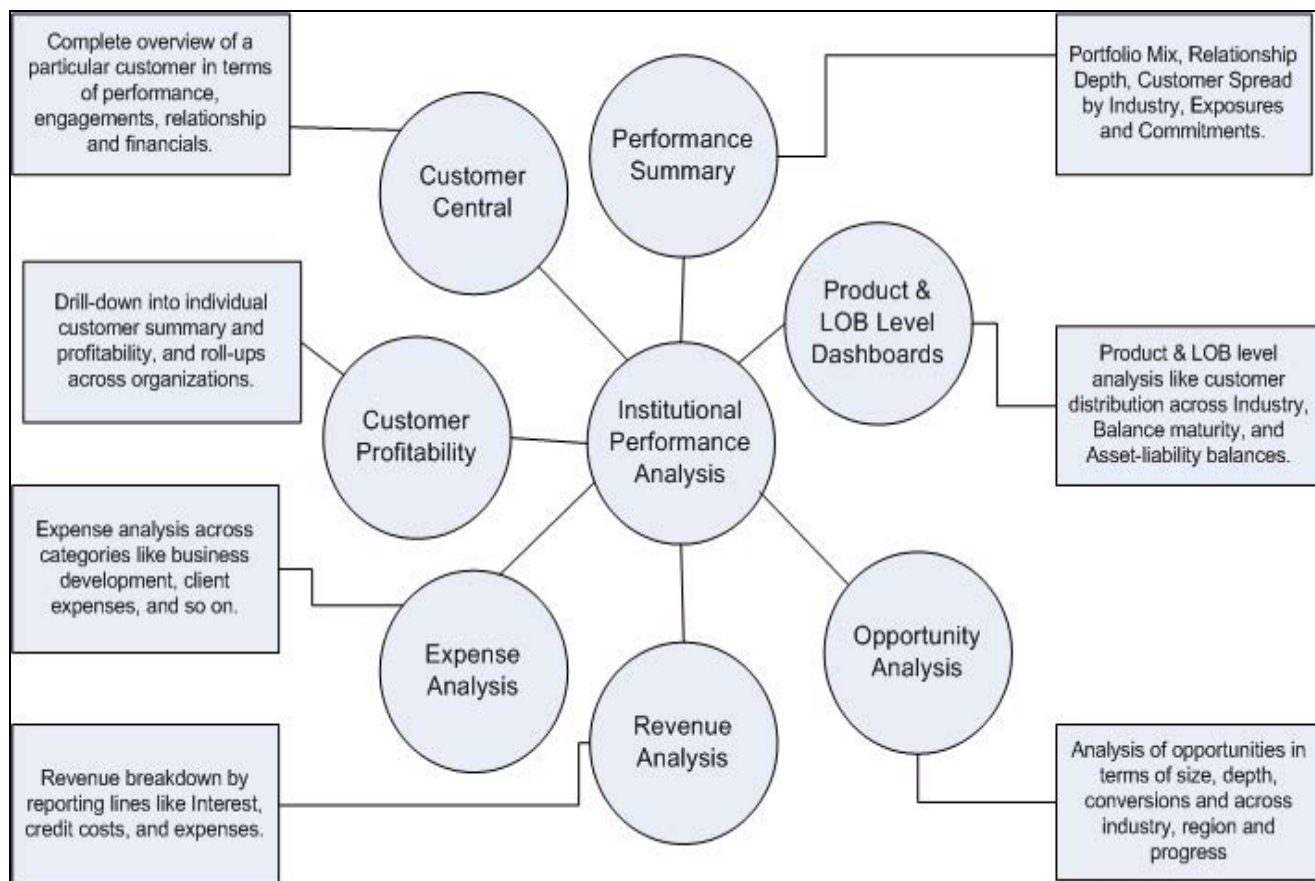 Complete overview of a
particular customer in terms
of performance,
engagements, relationship
and financials.
Customer
Central
Performance
Summary
Portfolio Mix, Relationship
Depth, Customer Spread
by Industry, Exposures
and Commitments.
Drill-down into individual
customer summary and
profitability, and roll-ups
across organizations.
Customer
Profitability
Institutional
Performance
Analysis
Product &
LOB Level
Dashboards
Product & LOB level
analysis like customer
distribution across Industry,
Balance maturity, and
Asset-liability balances.
Expense analysis across
categories like business
development, client
expenses, and so on.
Expense
Analysis
Opportunity
Analysis
Revenue breakdown by
reporting lines like Interest,
credit costs, and expenses.
Revenue
Analysis
Analysis of opportunities in
terms of size, depth,
conversions and across
industry, region and
progress